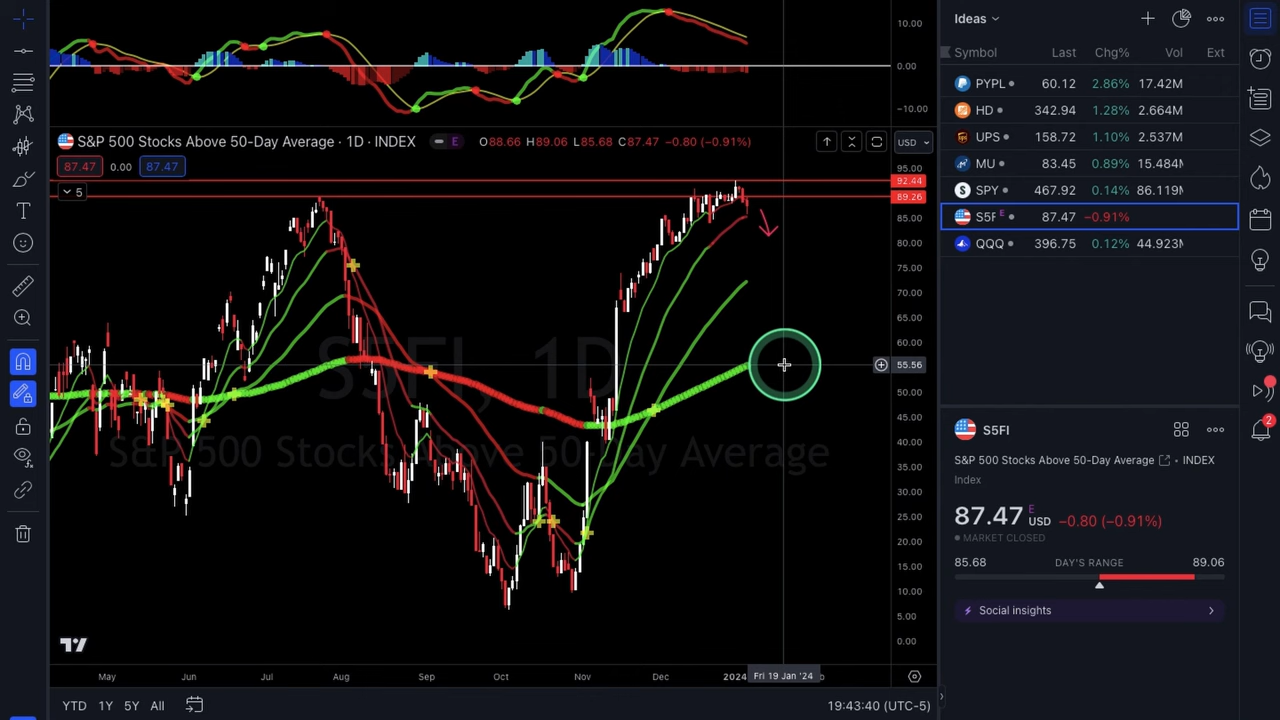 10.00
0.00
−10.00
S&P 500 Stocks Above 50-Day Average · 1D · INDEX
E
O88.66 H89.06 L85.68 C87.47 −0.80 (−0.91%)
USD
87.47
0.00
87.47
5
95.00
92.44
89.26
85.00
80.00
75.00
70.00
65.00
60.00
55.56
50.00
45.00
40.00
35.00
30.00
25.00
20.00
15.00
10.00
5.00
0.00
S5FI, 1D
S&P 500 Stocks Above 50-Day Average
May
Jun
Jul
Aug
Sep
Oct
Nov
Dec
2024
Fri 19 Jan '24
YTD 1Y 5Y All
19:43:40 (UTC-5)
Ideas
Symbol Last Chg% Vol Ext
PYPL 60.12 2.86% 17.42M
HD 342.94 1.28% 2.664M
UPS 158.72 1.10% 2.537M
MU 83.45 0.89% 15.484M
SPY 467.92 0.14% 86.119M
S5F E 87.47 −0.91%
QQQ 396.75 0.12% 44.923M
S5FI
S&P 500 Stocks Above 50-Day Average • INDEX
Index
87.47 E USD −0.80 (−0.91%)
MARKET CLOSED
85.68 DAY'S RANGE 89.06
Social insights
2